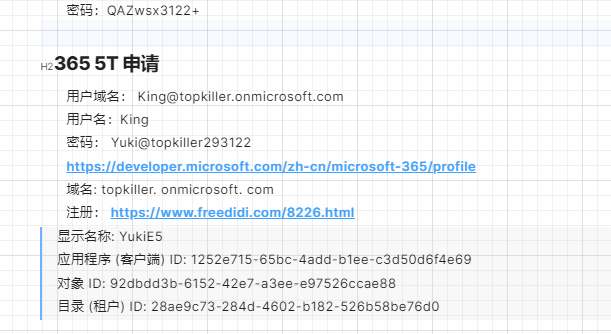 密码：QAZwsx3122+
H2 365 5T 申请
用户域名： King@topkiller.onmicrosoft.com
用户名：King
密码： Yuki@topkiller293122
https://developer.microsoft.com/zh-cn/microsoft-365/profile
域名: topkiller. onmicrosoft. com
注册： https://www.freedidi.com/8226.html
显示名称: YukiE5
应用程序 (客户端) ID: 1252e715-65bc-4add-b1ee-c3d50d6f4e69
对象 ID: 92dbdd3b-6152-42e7-a3ee-e97526ccae88
目录 (租户) ID: 28ae9c73-284d-4602-b182-526b58be76d0